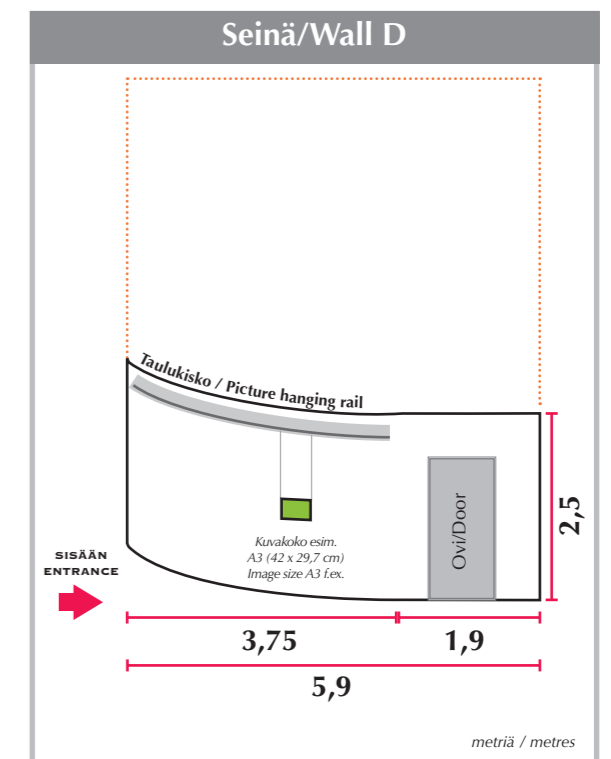 Seinä/Wall D
Taulukisko / Picture hanging rail
Kuvakoko esim.
A3 (42 x 29,7 cm)
Image size A3 f.ex.
Ovi/Door
2,5
SISÄÄN
ENTRANCE
3,75
1,9
5,9
metriä / metres